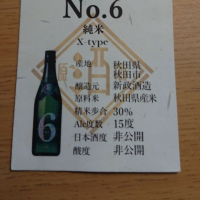 No.6
純米
X-type
産地 秋田県
秋田市
醸造元 新政酒造
原料米 秋田県産米
精米歩合 30%
Alc度数 15度
日本酒度 非公開
酸度 非公開
6